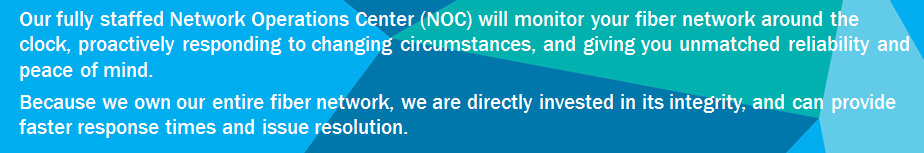 Our fully staffed Network Operations Center (NOC) will monitor your fiber network around the
clock, proactively responding to changing circumstances, and giving you unmatched reliability and
peace of mind.
Because we own our entire fiber network, we are directly invested in its integrity, and can provide
faster response times and issue resolution.